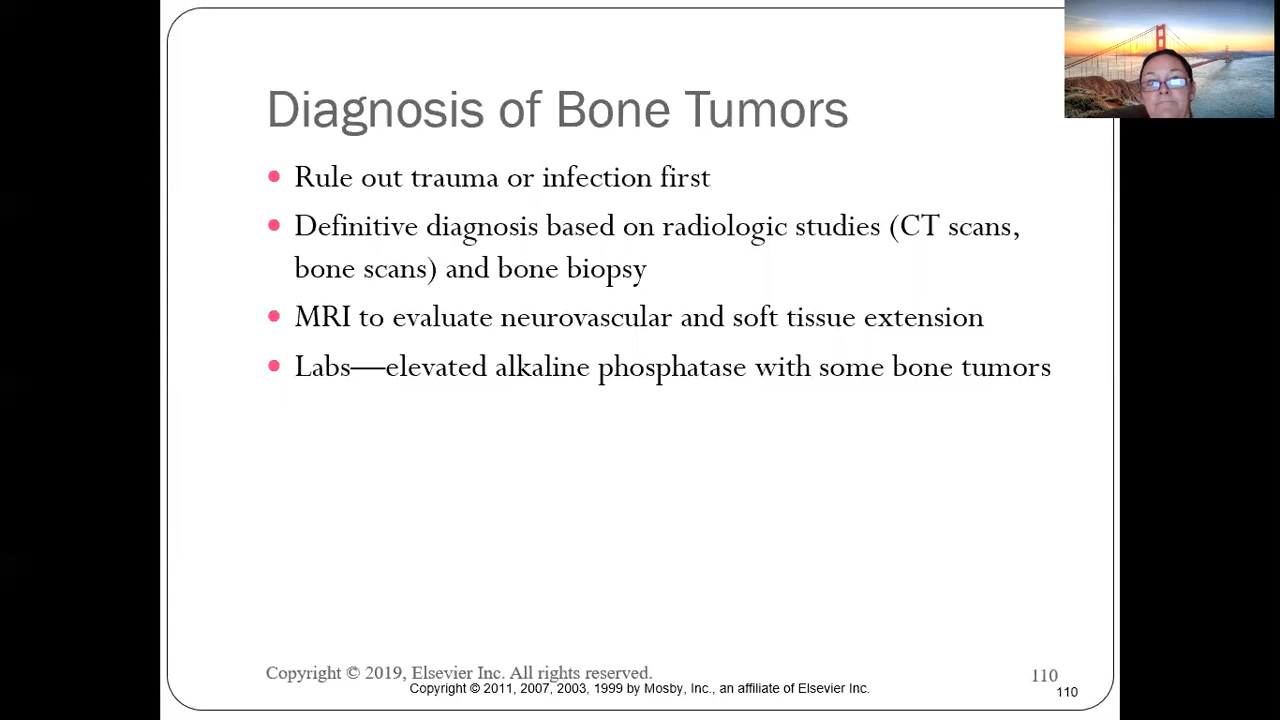 Diagnosis of Bone Tumors
Rule out trauma or infection first
Definitive diagnosis based on radiologic studies (CT scans,
bone scans) and bone biopsy
MRI to evaluate neurovascular and soft tissue extension
Labs—elevated alkaline phosphatase with some bone tumors
Copyright © 2019, Elsevier Inc. All rights reserved.
110
Copyright © 2011, 2007, 2003, 1999 by Mosby, Inc., an affiliate of Elsevier Inc.
110